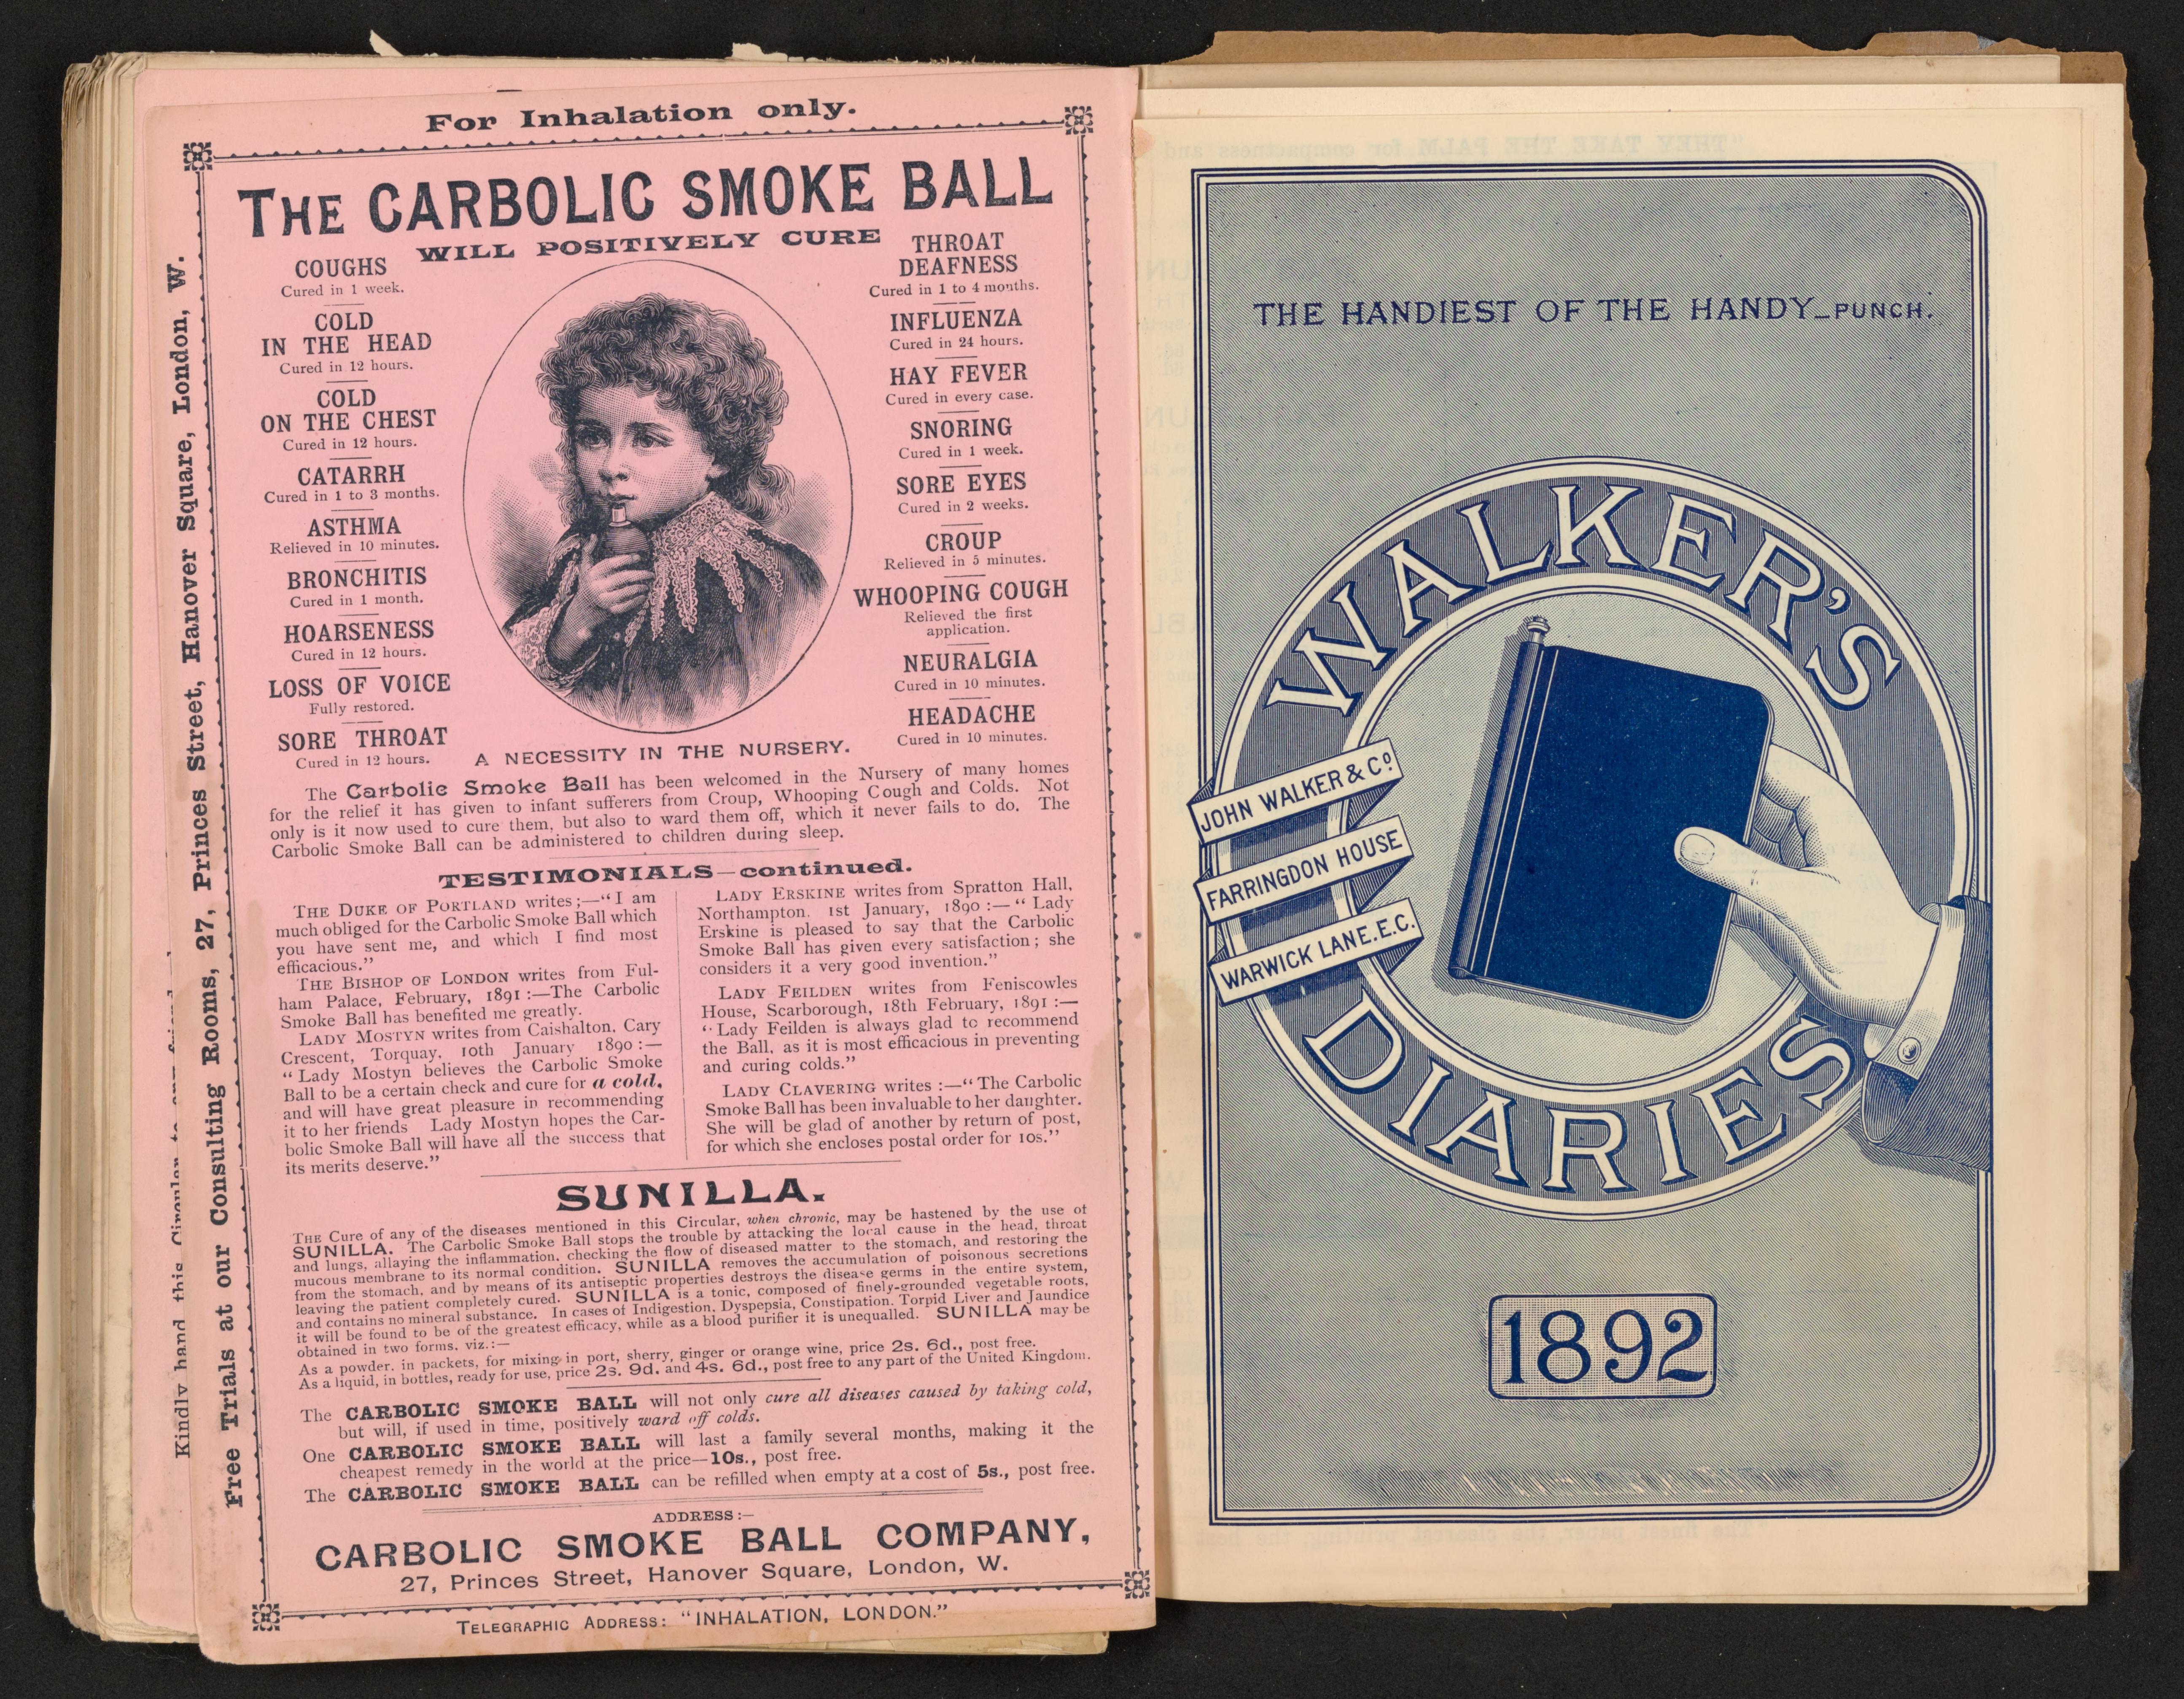 For Inhalation only.
THE CARBOLIC SMOKE BALL
WILL POSITIVELY CURE
COUGHS
Cured in 1 week.
COLD
IN THE HEAD
Cured in 12 hours.
COLD
ON THE CHEST
Cured in 12 hours.
CATARRH
Cured in 1 to 3 months.
ASTHMA
Relieved in 10 minutes.
BRONCHITIS
Cured in 1 month.
HOARSENESS
Cured in 12 hours.
LOSS OF VOICE
Fully restored.
SORE THROAT
Cured in 12 hours.
THROAT
DEAFNESS
Cured in 1 to 4 months.
INFLUENZA
Cured in 24 hours.
HAY FEVER
Cured in every case.
SNORING
Cured in 1 week.
SORE EYES
Cured in 2 weeks.
CROUP
Relieved in 5 minutes.
WHOOPING COUGH
Relieved the first
application.
NEURALGIA
Cured in 10 minutes.
HEADACHE
Cured in 10 minutes.
A NECESSITY IN THE NURSERY.
The Carbolic Smoke Ball has been welcomed in the Nursery of many homes
for the relief it has given to infant sufferers from Croup, Whooping Cough and Colds. Not
only is it now used to cure them, but also to ward them off, which it never fails to do. The
Carbolic Smoke Ball can be administered to children during sleep.
TESTIMONIALS—continued.
THE DUKE OF PORTLAND writes;—"I am
much obliged for the Carbolic Smoke Ball which
you have sent me, and which I find most
efficacious."
THE BISHOP OF LONDON writes from Ful-
ham Palace, February, 1891:—The Carbolic
Smoke Ball has benefited me greatly.
LADY MOSTYN writes from Caishalton, Cary
Crescent, Torquay, 10th January 1890:—
"Lady Mostyn believes the Carbolic Smoke
Ball to be a certain check and cure for a cold,
and will have great pleasure in recommending
it to her friends Lady Mostyn hopes the Car-
bolic Smoke Ball will have all the success that
its merits deserve."
LADY ERSKINE writes from Spratton Hall,
Northampton, 1st January, 1890:—"Lady
Erskine is pleased to say that the Carbolic
Smoke Ball has given every satisfaction; she
considers it a very good invention."
LADY FEILDEN writes from Feniscowles
House, Scarborough, 18th February, 1891:—
"Lady Feilden is always glad to recommend
the Ball, as it is most efficacious in preventing
and curing colds."
LADY CLAVERING writes:—"The Carbolic
Smoke Ball has been invaluable to her daughter.
She will be glad of another by return of post,
for which she encloses postal order for 10s."
SUNILLA.
THE Cure of any of the diseases mentioned in this Circular, when chronic, may be hastened by the use of
SUNILLA. The Carbolic Smoke Ball stops the trouble by attacking the local cause in the head, throat
and lungs, allaying the inflammation, checking the flow of diseased matter to the stomach, and restoring the
mucous membrane to its normal condition. SUNILLA removes the accumulation of poisonous secretions
from the stomach, and by means of its antiseptic properties destroys the disease germs in the entire system,
leaving the patient completely cured. SUNILLA is a tonic, composed of finely-grounded vegetable roots,
and contains no mineral substance. In cases of Indigestion, Dyspepsia, Constipation, Torpid Liver and Jaundice
it will be found to be of the greatest efficacy, while as a blood purifier it is unequalled. SUNILLA may be
obtained in two forms, viz.:—
As a powder, in packets, for mixing in port, sherry, ginger or orange wine, price 2s. 6d., post free.
As a liquid, in bottles, ready for use, price 2s. 9d. and 4s. 6d., post free to any part of the United Kingdom.
The CARBOLIC SMOKE BALL will not only cure all diseases caused by taking cold,
but will, if used in time, positively ward off colds.
One CARBOLIC SMOKE BALL will last a family several months, making it the
cheapest remedy in the world at the price—10s., post free.
The CARBOLIC SMOKE BALL can be refilled when empty at a cost of 5s., post free.
ADDRESS:—
CARBOLIC SMOKE BALL COMPANY,
27, Princes Street, Hanover Square, London, W.
TELEGRAPHIC ADDRESS: "INHALATION, LONDON."
Free Trials at our Consulting Rooms, 27, Princes Street, Hanover Square, London, W.
Kindly hand this Circular to
THE HANDIEST OF THE HANDY_PUNCH.
WALKER'S
JOHN WALKER & Co
FARRINGDON HOUSE
WARWICK LANE. E.C.
DIARIES
1892